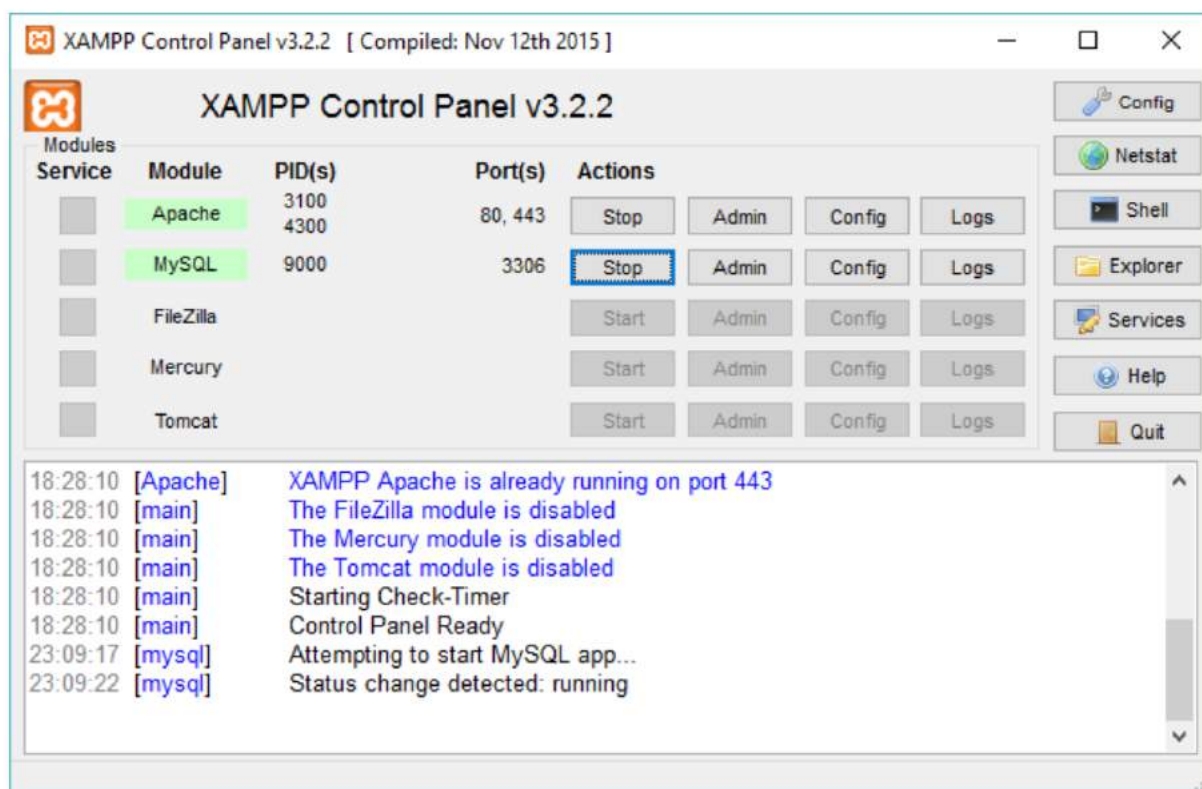 XAMPP Control Panel v3.2.2 [ Compiled: Nov 12th 2015 ]
XAMPP Control Panel v3.2.2
Config
Modules
Service Module PID(s) Port(s) Actions
Netstat
Apache 3100 4300 80, 443 Stop Admin Config Logs
Shell
MySQL 9000 3306 Stop Admin Config Logs
Explorer
FileZilla Start Admin Config Logs
Services
Mercury Start Admin Config Logs
Help
Tomcat Start Admin Config Logs
Quit
18:28:10 [Apache] XAMPP Apache is already running on port 443
18:28:10 [main] The FileZilla module is disabled
18:28:10 [main] The Mercury module is disabled
18:28:10 [main] The Tomcat module is disabled
18:28:10 [main] Starting Check-Timer
18:28:10 [main] Control Panel Ready
23:09:17 [mysql] Attempting to start MySQL app...
23:09:22 [mysql] Status change detected: running